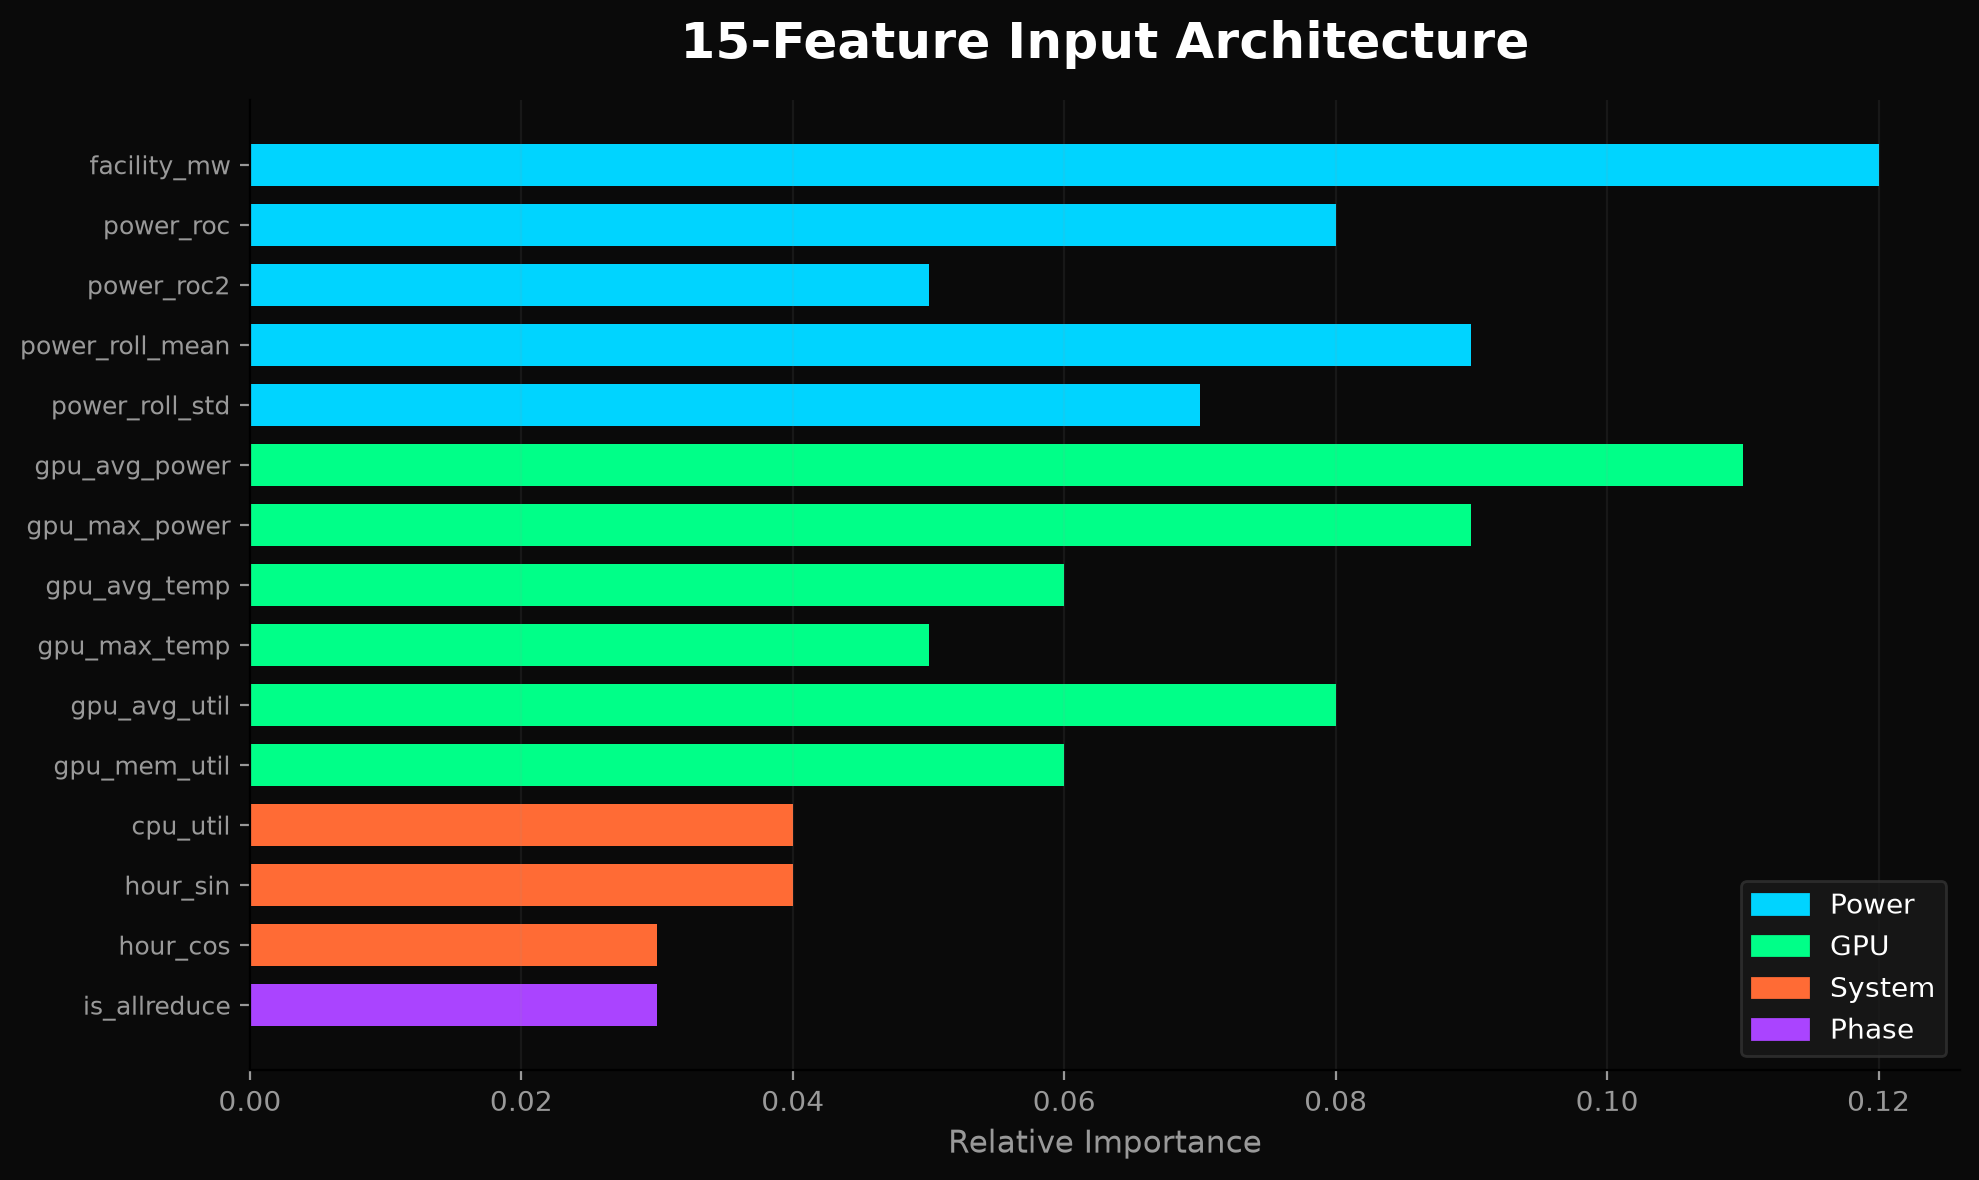 15-Feature Input Architecture
facility_mw
power_roc
power_roc2
power_roll_mean
power_roll_std
gpu_avg_power
gpu_max_power
gpu_avg_temp
gpu_max_temp
gpu_avg_util
gpu_mem_util
cpu_util
hour_sin
hour_cos
is_allreduce
Power
GPU
System
Phase
0.00 0.02 0.04 0.06 0.08 0.10 0.12
Relative Importance